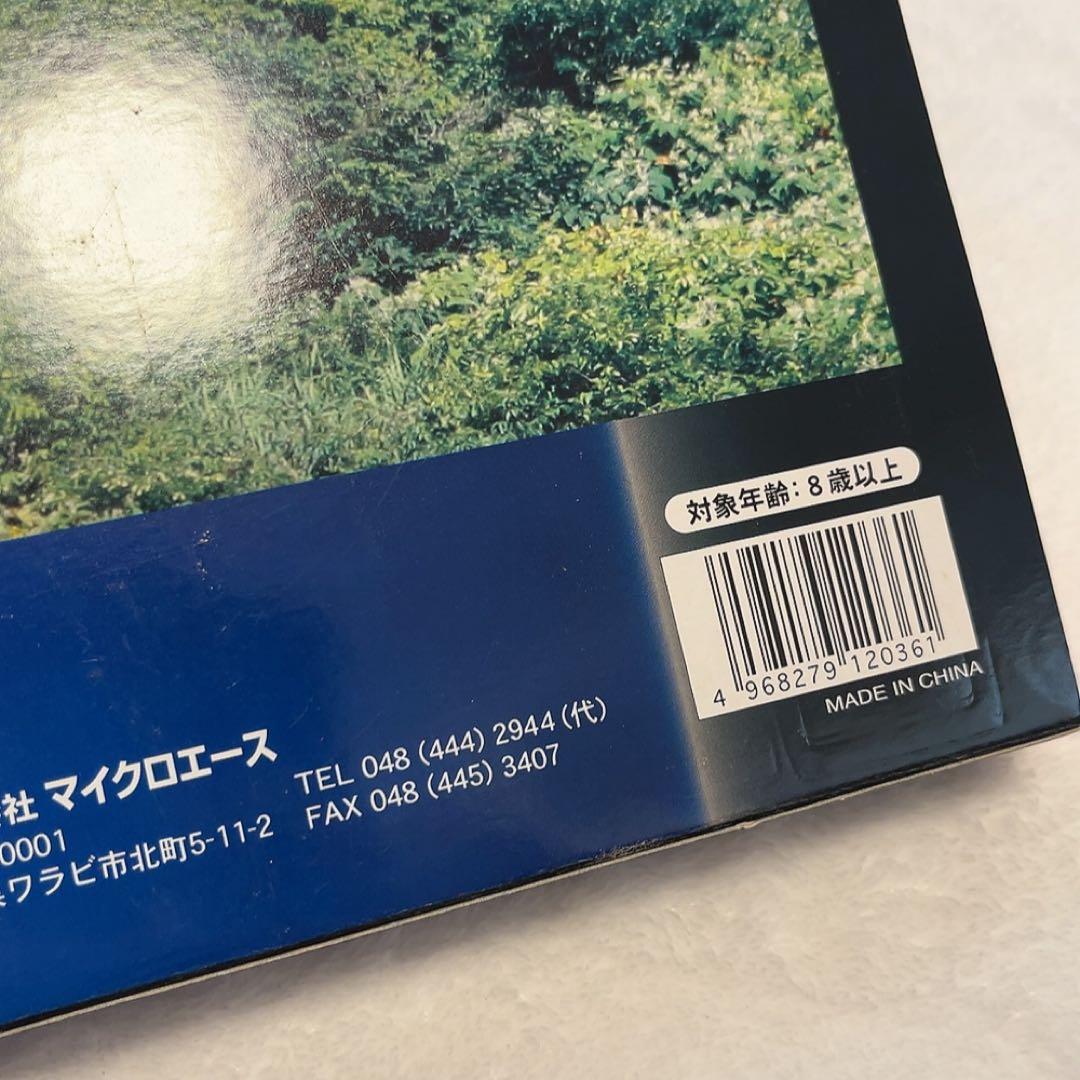 対象年齢：8歳以上
4 968279 120361
MADE IN CHINA
社 マイクロエース
0001
ワラビ市北町5-11-2
TEL 048 (444) 2944 (代)
FAX 048 (445) 3407